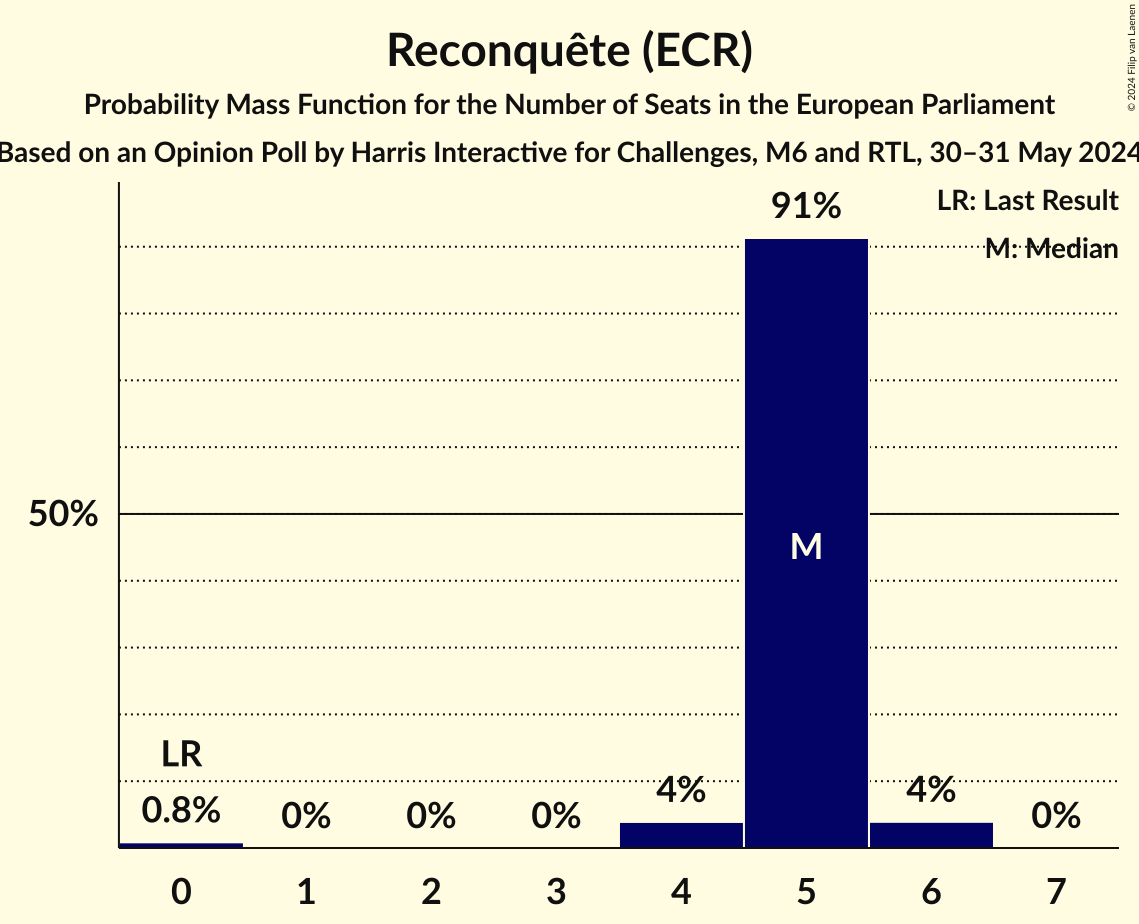 Reconquête (ECR)
Probability Mass Function for the Number of Seats in the European Parliament
Based on an Opinion Poll by Harris Interactive for Challenges, M6 and RTL, 30–31 May 2024
© 2024 Filip van Laenen
LR: Last Result
M: Median
91%
50%
M
LR
0.8%
0%
0%
0%
4%
4%
0%
0
1
2
3
4
5
6
7